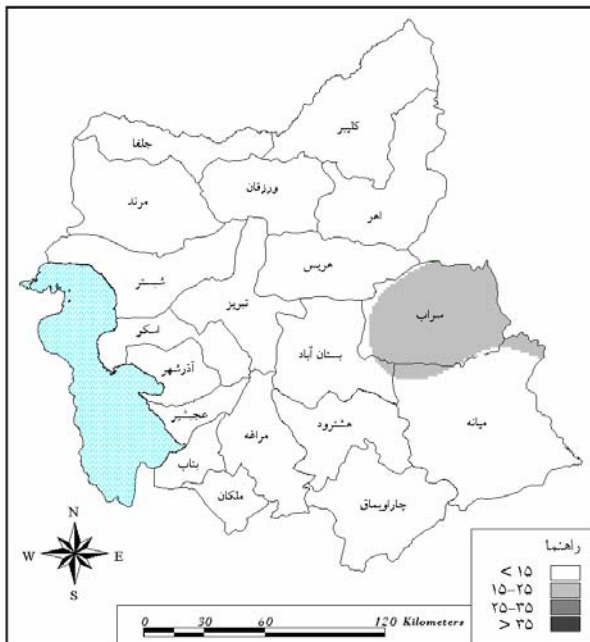 کلیبر
جلفا
ورزقان
مرند
اهر
هریس
شبستر
تبریز
سراب
اسکو
بستان آباد
آذرشهر
عجبشیر
هشترود
میانه
مراغه
بناب
ملکان
چاراویماق
N
W E
S
راهنما
< ۱۵
۱۵-۲۵
۲۵-۳۵
> ۳۵
0 30 60 120 Kilometers